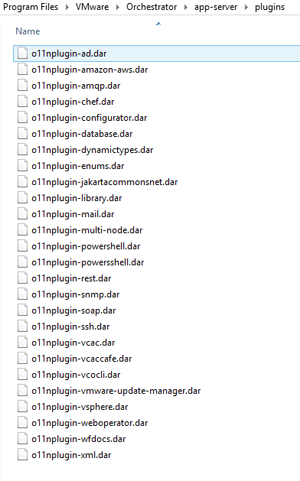 Program Files ▸ VMware ▸ Orchestrator ▸ app-server ▸ plugins
Name
o11nplugin-ad.dar
o11nplugin-amazon-aws.dar
o11nplugin-amqp.dar
o11nplugin-chef.dar
o11nplugin-configurator.dar
o11nplugin-database.dar
o11nplugin-dynamictypes.dar
o11nplugin-enums.dar
o11nplugin-jakartacommonsnet.dar
o11nplugin-library.dar
o11nplugin-mail.dar
o11nplugin-multi-node.dar
o11nplugin-powershell.dar
o11nplugin-powersshell.dar
o11nplugin-rest.dar
o11nplugin-snmp.dar
o11nplugin-soap.dar
o11nplugin-ssh.dar
o11nplugin-vcac.dar
o11nplugin-vcaccafe.dar
o11nplugin-vcocli.dar
o11nplugin-vmware-update-manager.dar
o11nplugin-vsphere.dar
o11nplugin-weboperator.dar
o11nplugin-wfdocs.dar
o11nplugin-xml.dar